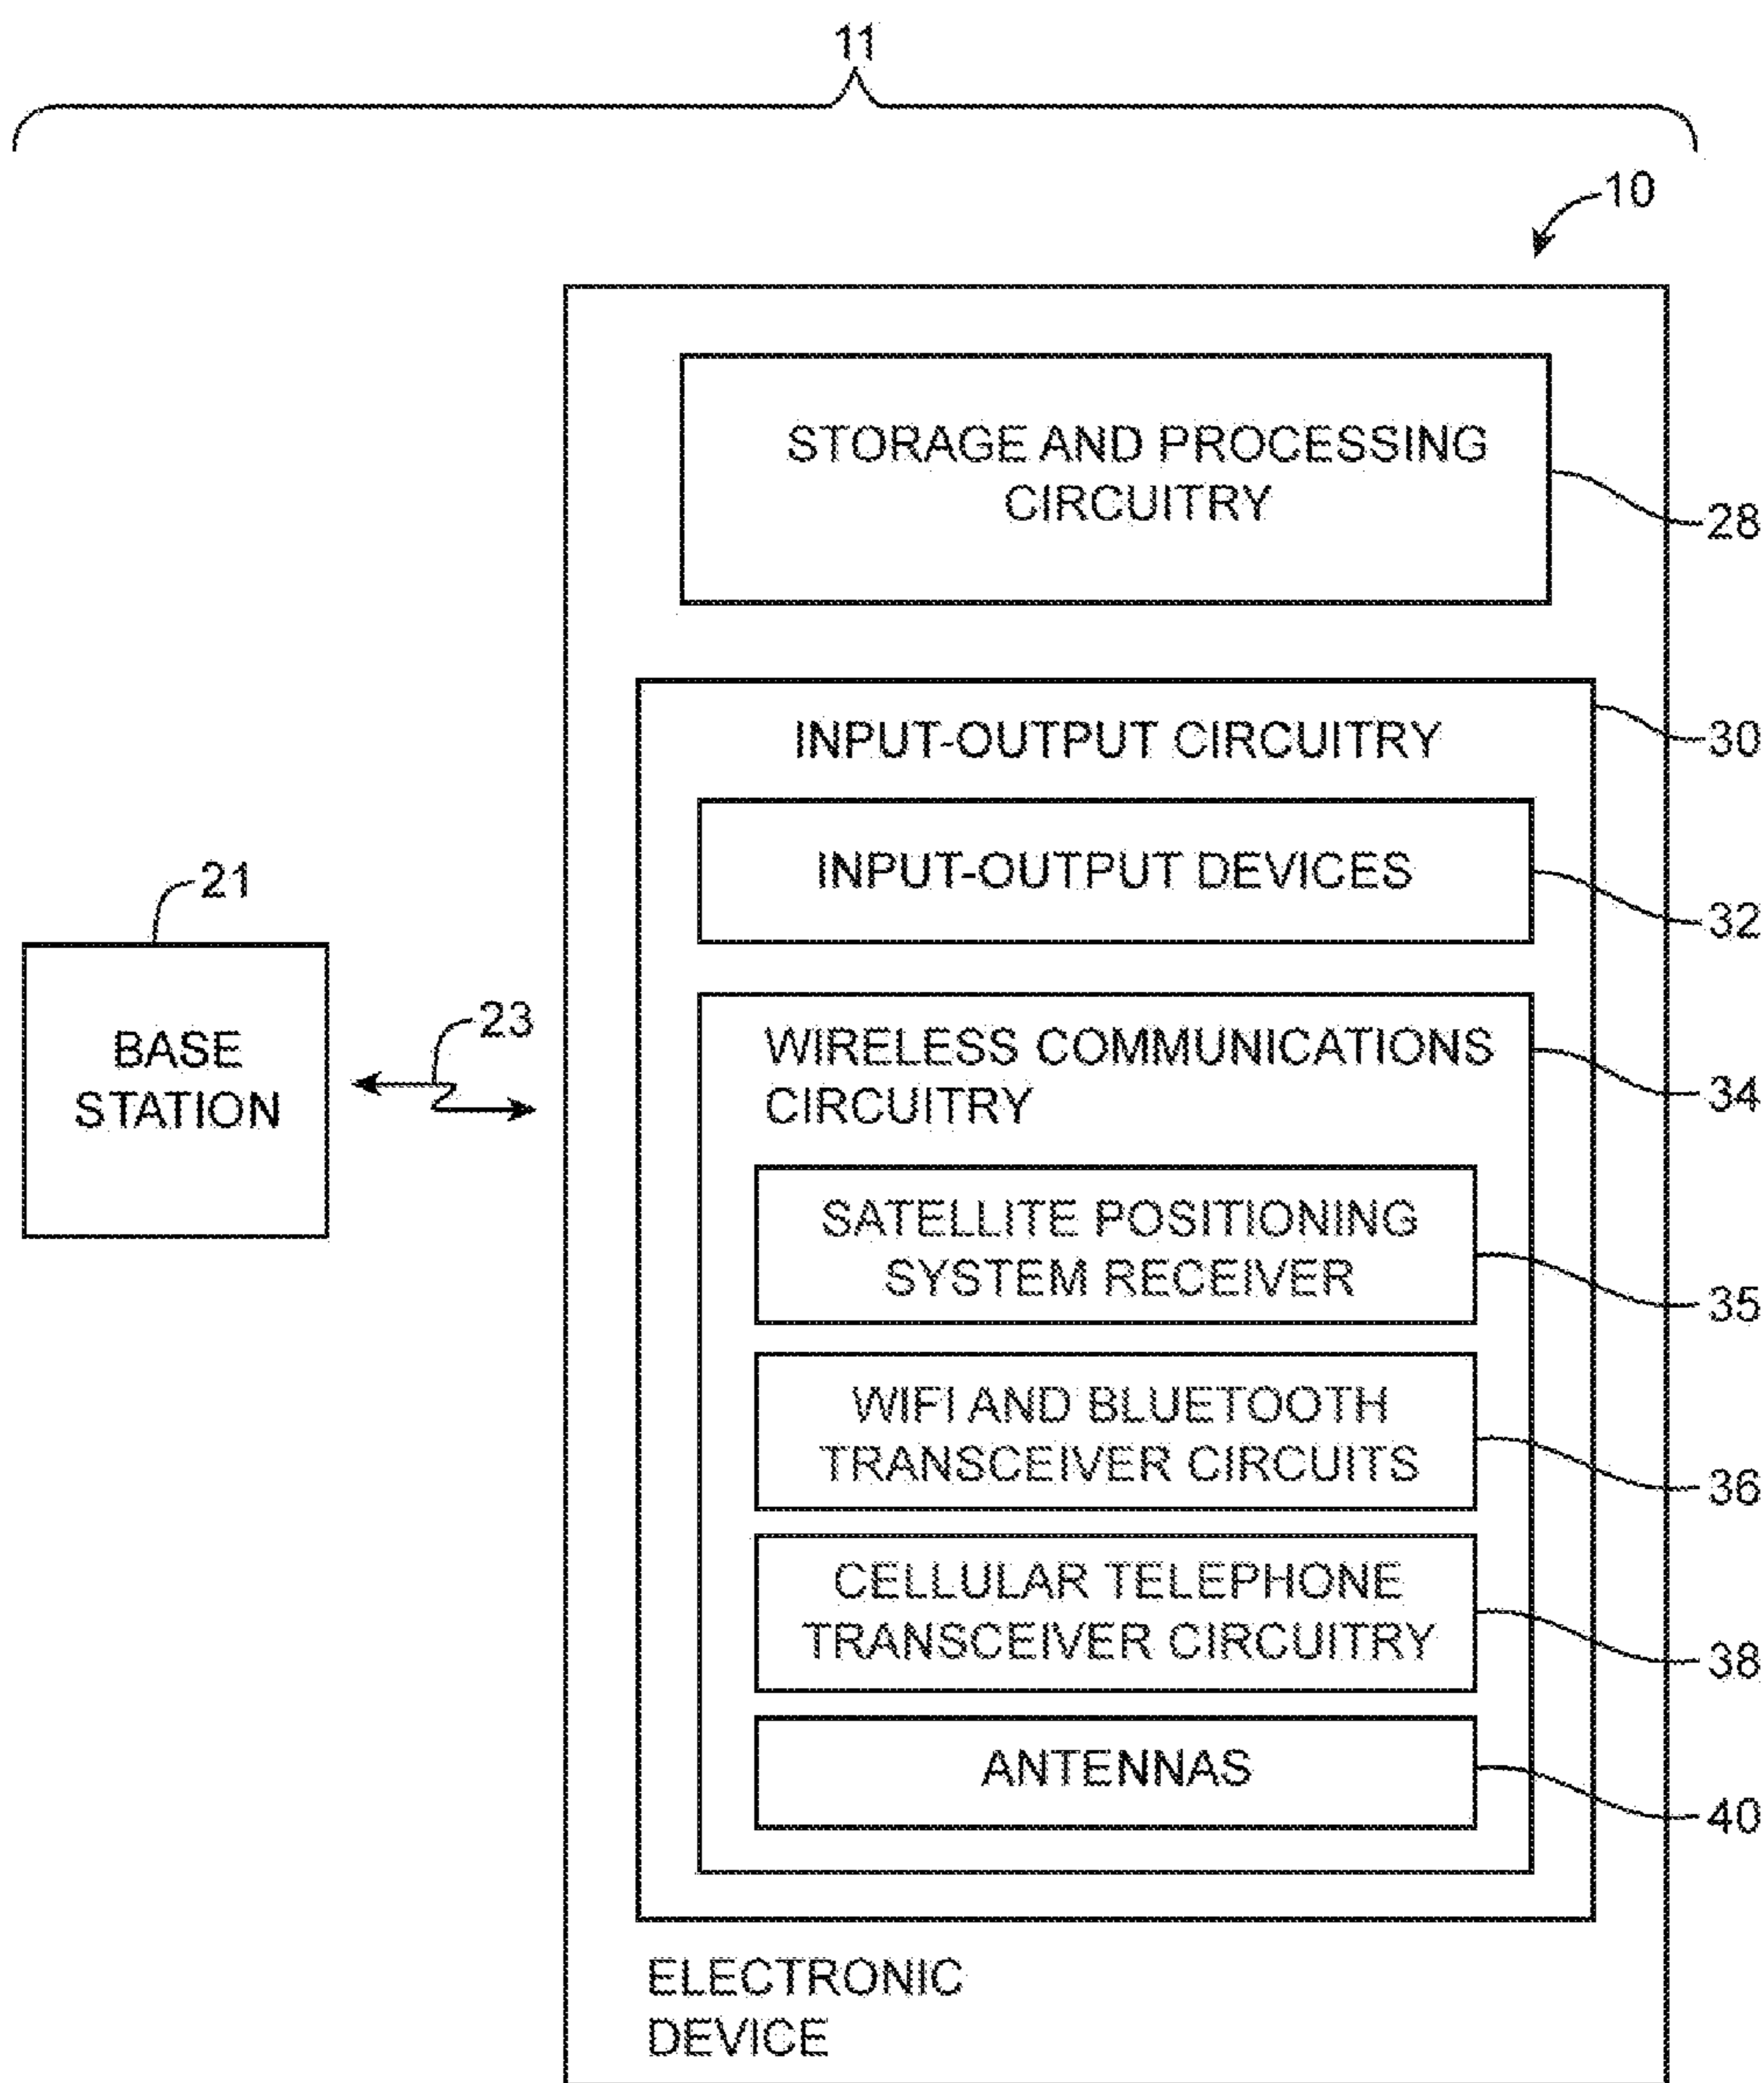 11
10
STORAGE AND PROCESSING
CIRCUITRY
28
INPUT-OUTPUT CIRCUITRY
30
INPUT-OUTPUT DEVICES
32
21
BASE
STATION
23
WIRELESS COMMUNICATIONS
CIRCUITRY
34
SATELLITE POSITIONING
SYSTEM RECEIVER
35
WIFI AND BLUETOOTH
TRANSCEIVER CIRCUITS
36
CELLULAR TELEPHONE
TRANSCEIVER CIRCUITRY
38
ANTENNAS
40
ELECTRONIC
DEVICE